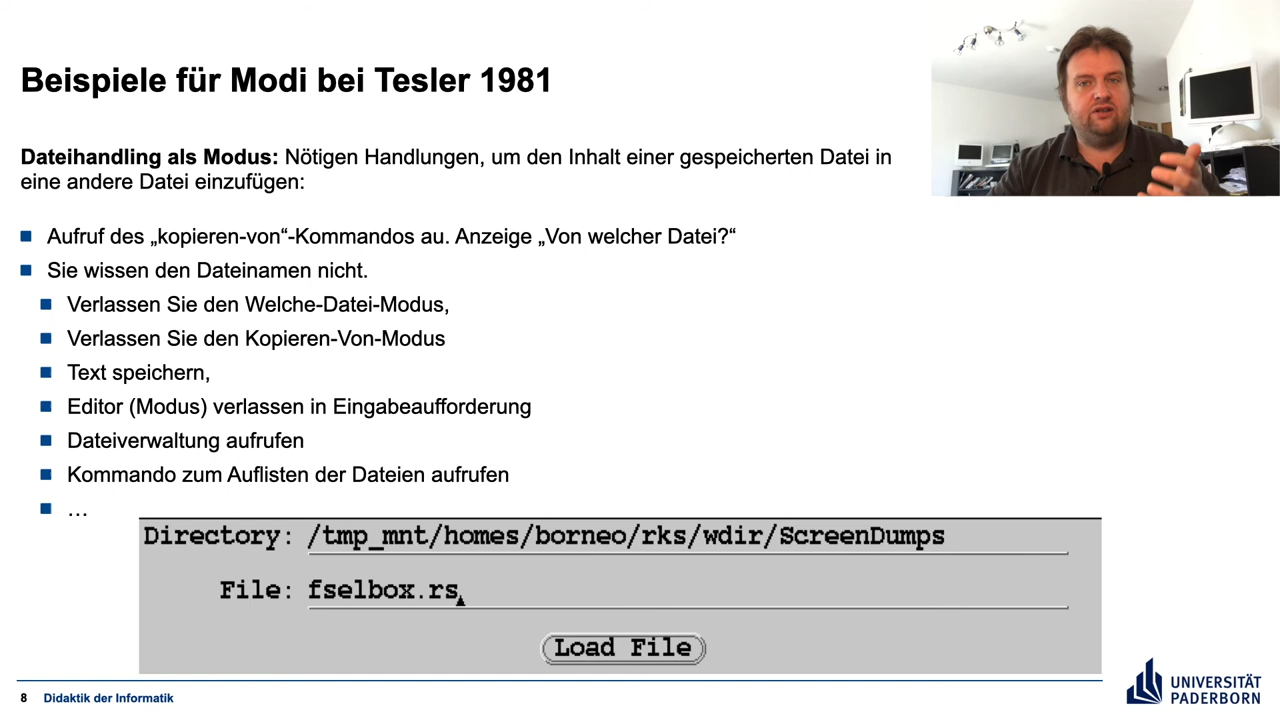 Beispiele für Modi bei Tesler 1981
Dateihandling als Modus: Nötigen Handlungen, um den Inhalt einer gespeicherten Datei in
eine andere Datei einzufügen:
Aufruf des „kopieren-von“-Kommandos au. Anzeige „Von welcher Datei?“
Sie wissen den Dateinamen nicht.
Verlassen Sie den Welche-Datei-Modus,
Verlassen Sie den Kopieren-Von-Modus
Text speichern,
Editor (Modus) verlassen in Eingabeaufforderung
Dateiverwaltung aufrufen
Kommando zum Auflisten der Dateien aufrufen
…
Directory: /tmp_mnt/homes/borneo/rks/wdir/ScreenDumps
File: fselbox.rs
Load File
8 Didaktik der Informatik
UNIVERSITÄT
PADERBORN